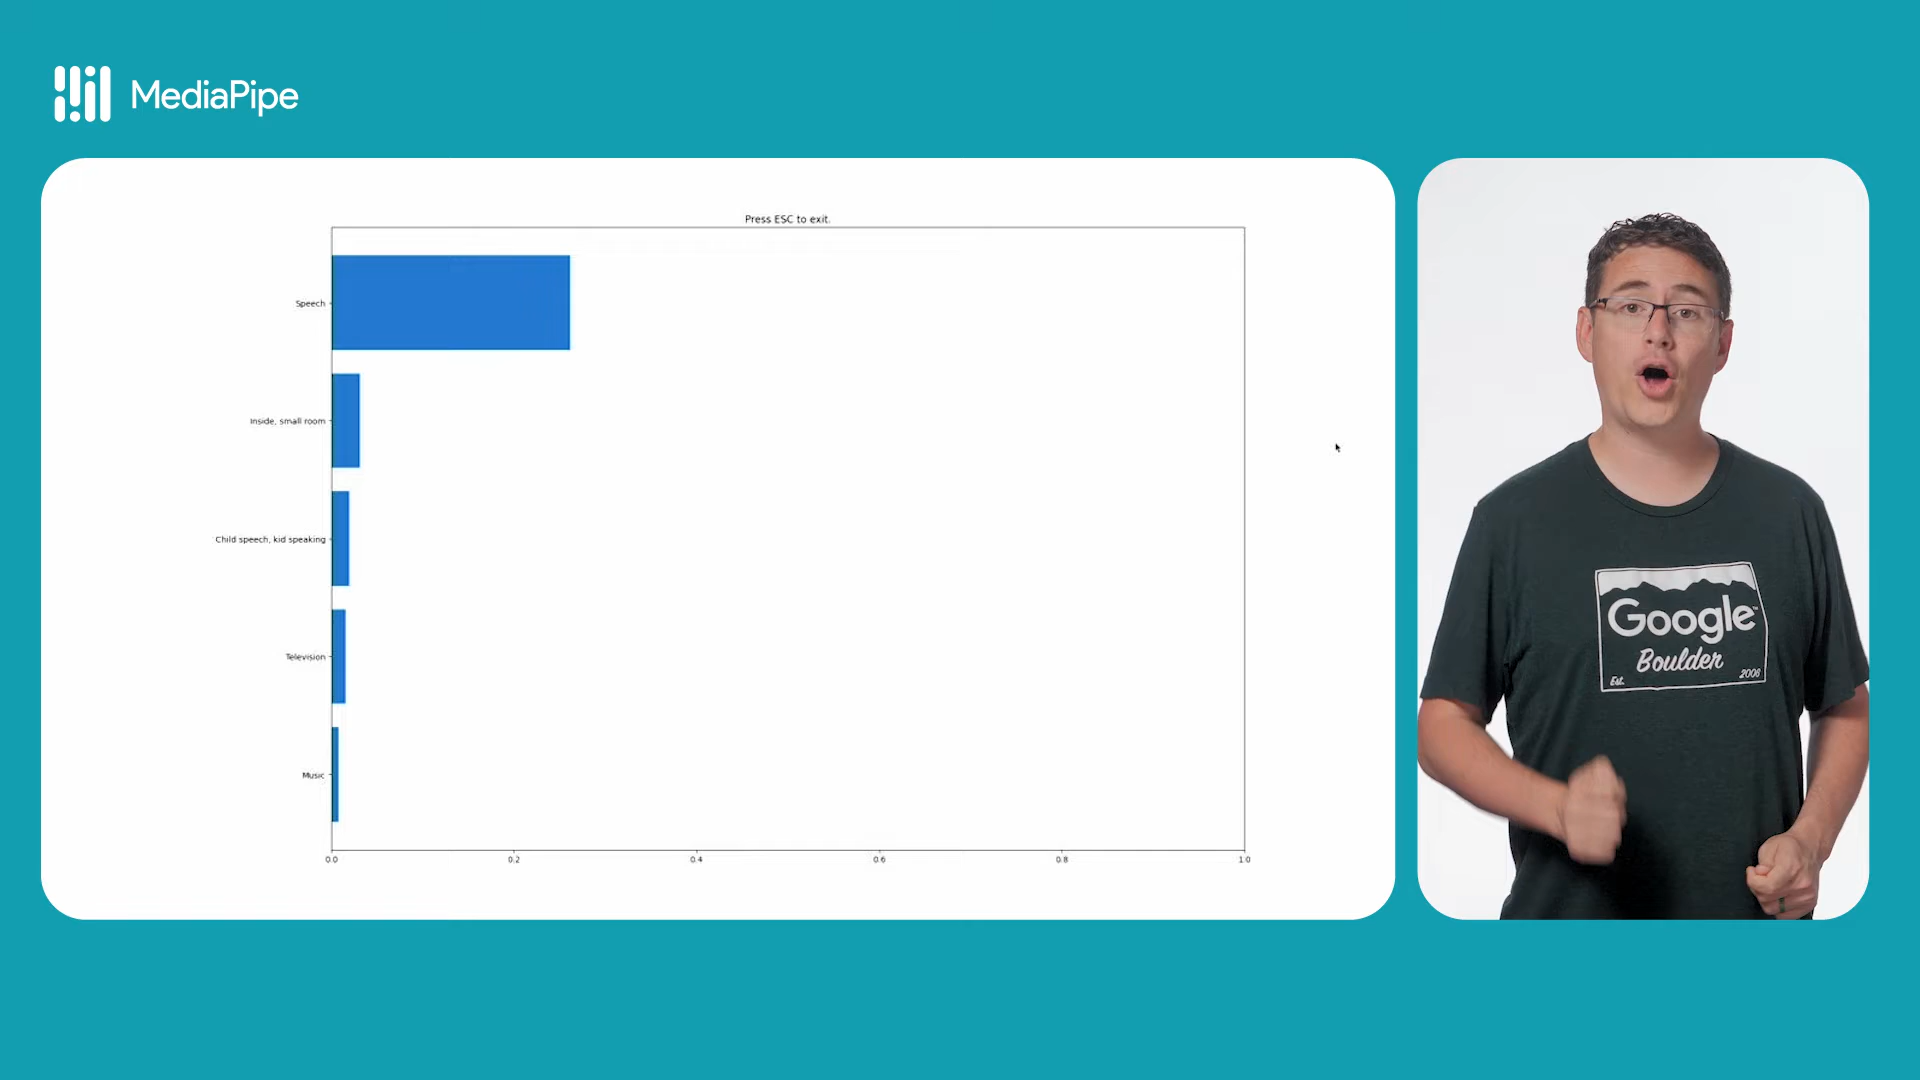 MediaPipe
Press ESC to exit.
Speech
Inside, small room
Child speech, kid speaking
Television
Music
0.0 0.2 0.4 0.6 0.8 1.0
Google™
Boulder
Est. 2006